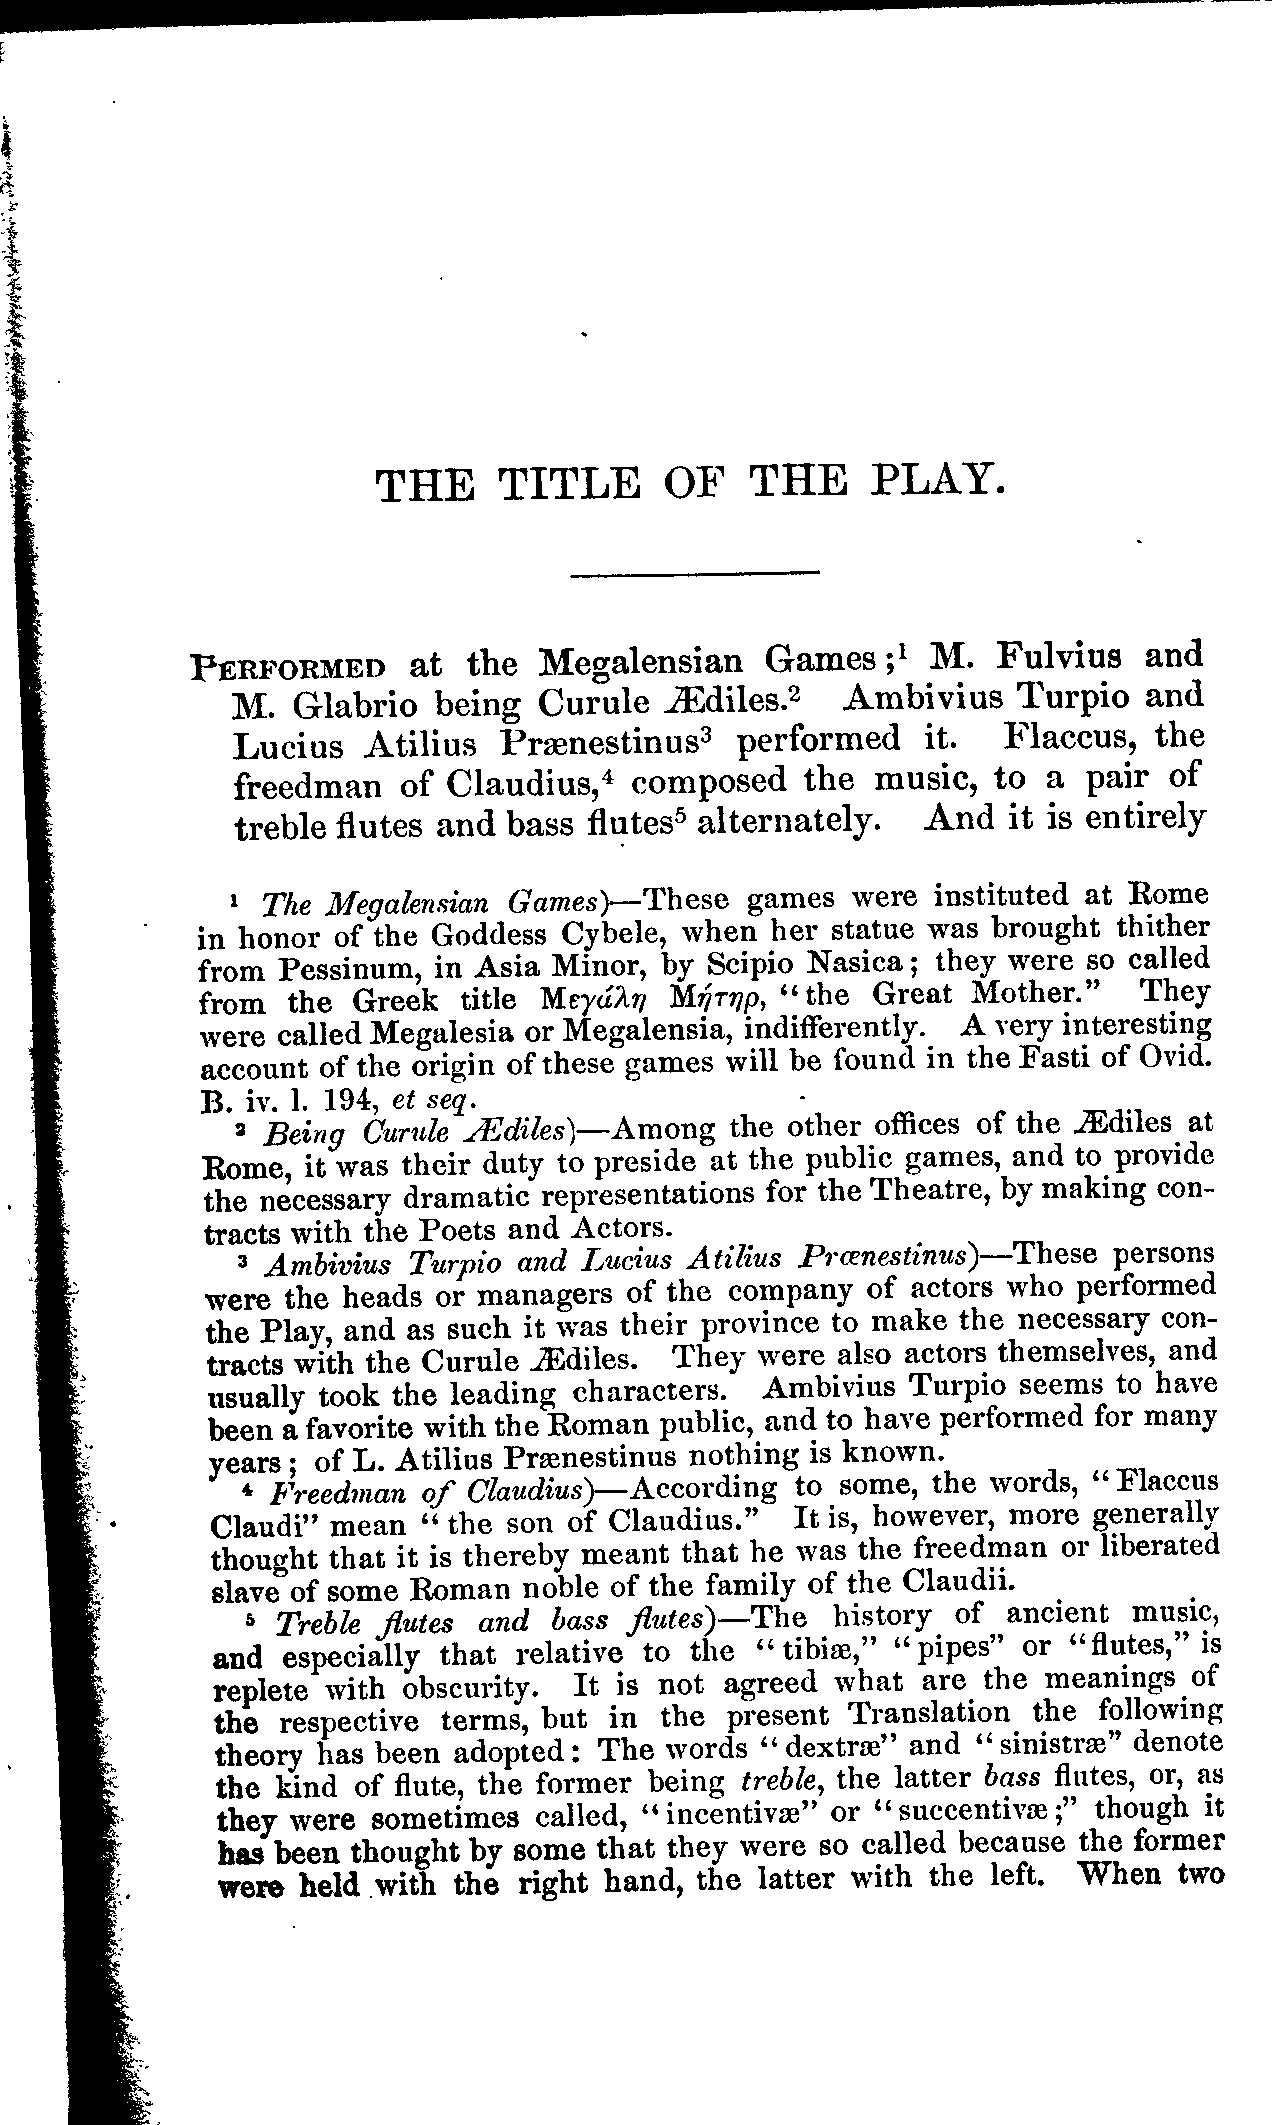 THE TITLE OF THE PLAY.
PERFORMED at the Megalensian Games;¹ M. Fulvius and
M. Glabrio being Curule Ædiles.² Ambivius Turpio and
Lucius Atilius Prænestinus³ performed it. Flaccus, the
freedman of Claudius,⁴ composed the music, to a pair of
treble flutes and bass flutes⁵ alternately. And it is entirely
¹ The Megalensian Games)—These games were instituted at Rome
in honor of the Goddess Cybele, when her statue was brought thither
from Pessinum, in Asia Minor, by Scipio Nasica; they were so called
from the Greek title Μεγάλη Μήτηρ, "the Great Mother." They
were called Megalesia or Megalensia, indifferently. A very interesting
account of the origin of these games will be found in the Fasti of Ovid.
B. iv. l. 194, et seq.
² Being Curule Ædiles)—Among the other offices of the Ædiles at
Rome, it was their duty to preside at the public games, and to provide
the necessary dramatic representations for the Theatre, by making con-
tracts with the Poets and Actors.
³ Ambivius Turpio and Lucius Atilius Prænestinus)—These persons
were the heads or managers of the company of actors who performed
the Play, and as such it was their province to make the necessary con-
tracts with the Curule Ædiles. They were also actors themselves, and
usually took the leading characters. Ambivius Turpio seems to have
been a favorite with the Roman public, and to have performed for many
years; of L. Atilius Prænestinus nothing is known.
⁴ Freedman of Claudius)—According to some, the words, "Flaccus
Claudi" mean "the son of Claudius." It is, however, more generally
thought that it is thereby meant that he was the freedman or liberated
slave of some Roman noble of the family of the Claudii.
⁵ Treble flutes and bass flutes)—The history of ancient music,
and especially that relative to the "tibiæ," "pipes" or "flutes," is
replete with obscurity. It is not agreed what are the meanings of
the respective terms, but in the present Translation the following
theory has been adopted: The words "dextræ" and "sinistræ" denote
the kind of flute, the former being treble, the latter bass flutes, or, as
they were sometimes called, "incentivæ" or "succentivæ;" though it
has been thought by some that they were so called because the former
were held with the right hand, the latter with the left. When two